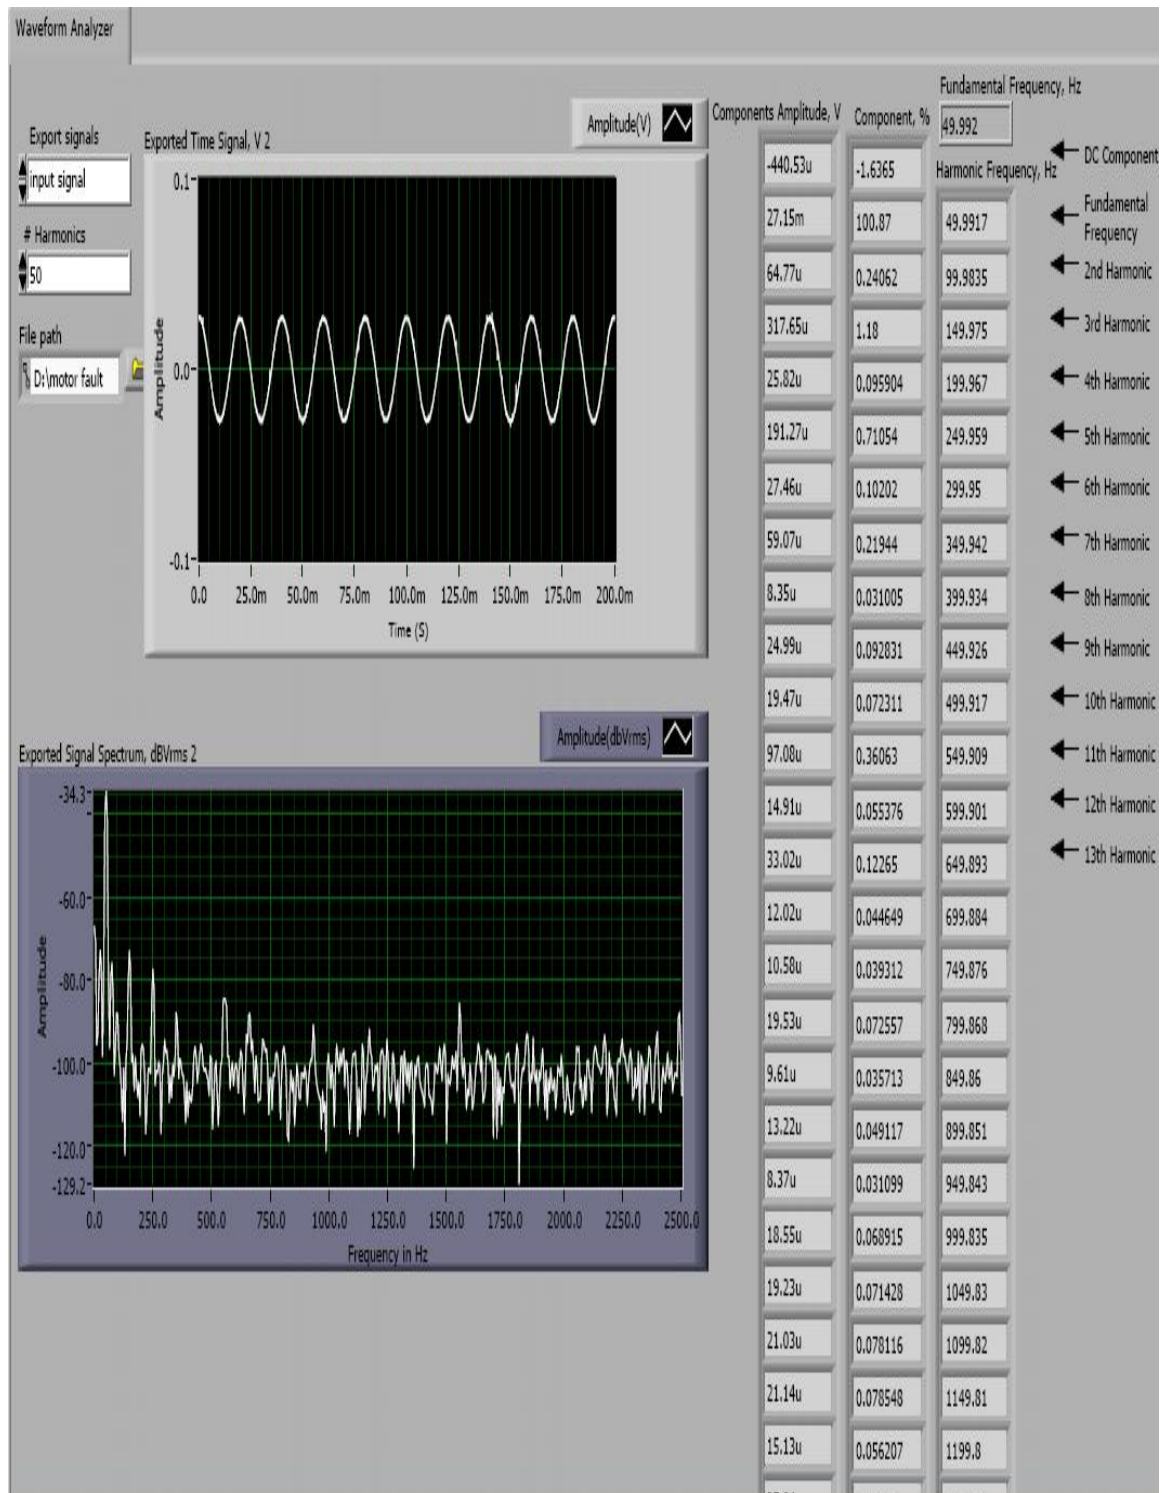 Waveform Analyzer
Export signals
input signal
# Harmonics
50
File path
D:\motor fault
Exported Time Signal, V 2
Amplitude(V)
0.1
0.0
-0.1
Amplitude
0.0 25.0m 50.0m 75.0m 100.0m 125.0m 150.0m 175.0m 200.0m
Time (S)
Exported Signal Spectrum, dBVrms 2
Amplitude(dbVrms)
-34.3
-60.0
-80.0
-100.0
-120.0
-129.2
Amplitude
0.0 250.0 500.0 750.0 1000.0 1250.0 1500.0 1750.0 2000.0 2250.0 2500.0
Frequency in Hz
Fundamental Frequency, Hz
49.992
Components Amplitude, V Component, % Harmonic Frequency, Hz
-440.53u -1.6365 DC Component
27.15m 100.87 49.9917 Fundamental Frequency
64.77u 0.24062 99.9835 2nd Harmonic
317.65u 1.18 149.975 3rd Harmonic
25.82u 0.095904 199.967 4th Harmonic
191.27u 0.71054 249.959 5th Harmonic
27.46u 0.10202 299.95 6th Harmonic
59.07u 0.21944 349.942 7th Harmonic
8.35u 0.031005 399.934 8th Harmonic
24.99u 0.092831 449.926 9th Harmonic
19.47u 0.072311 499.917 10th Harmonic
97.08u 0.36063 549.909 11th Harmonic
14.91u 0.055376 599.901 12th Harmonic
33.02u 0.12265 649.893 13th Harmonic
12.02u 0.044649 699.884
10.58u 0.039312 749.876
19.53u 0.072557 799.868
9.61u 0.035713 849.86
13.22u 0.049117 899.851
8.37u 0.031099 949.843
18.55u 0.068915 999.835
19.23u 0.071428 1049.83
21.03u 0.078116 1099.82
21.14u 0.078548 1149.81
15.13u 0.056207 1199.8